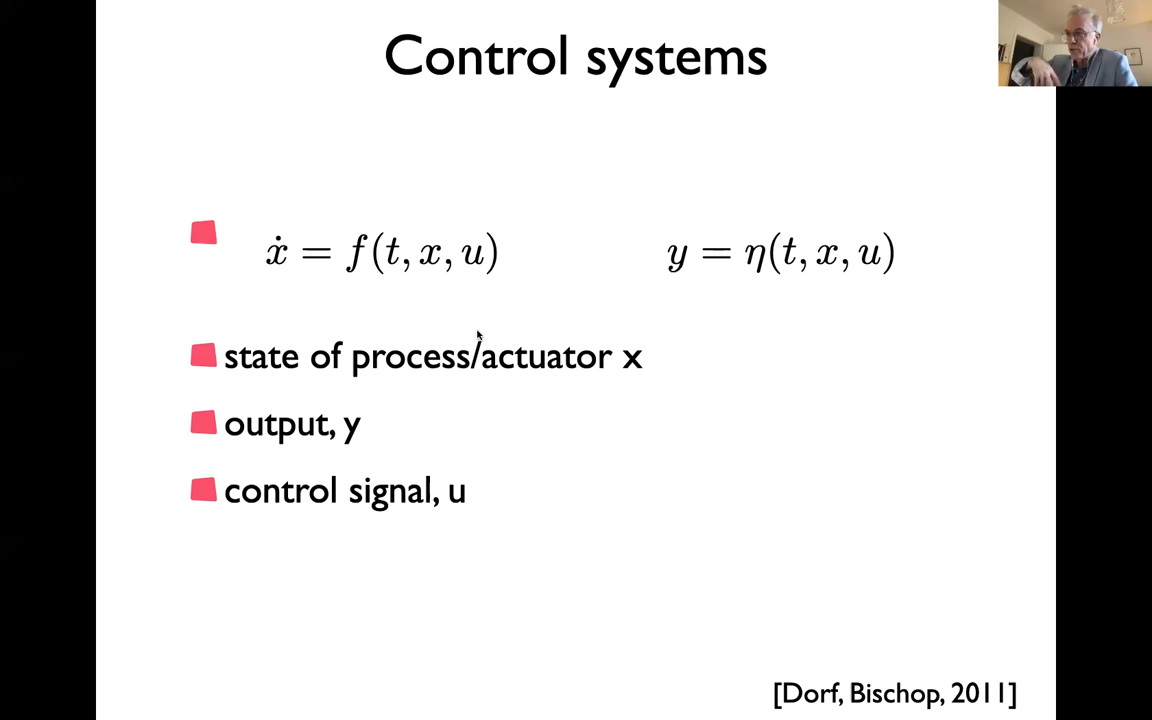 Control systems
ẋ = f(t, x, u) y = η(t, x, u)
state of process/actuator x
output, y
control signal, u
[Dorf, Bischop, 2011]